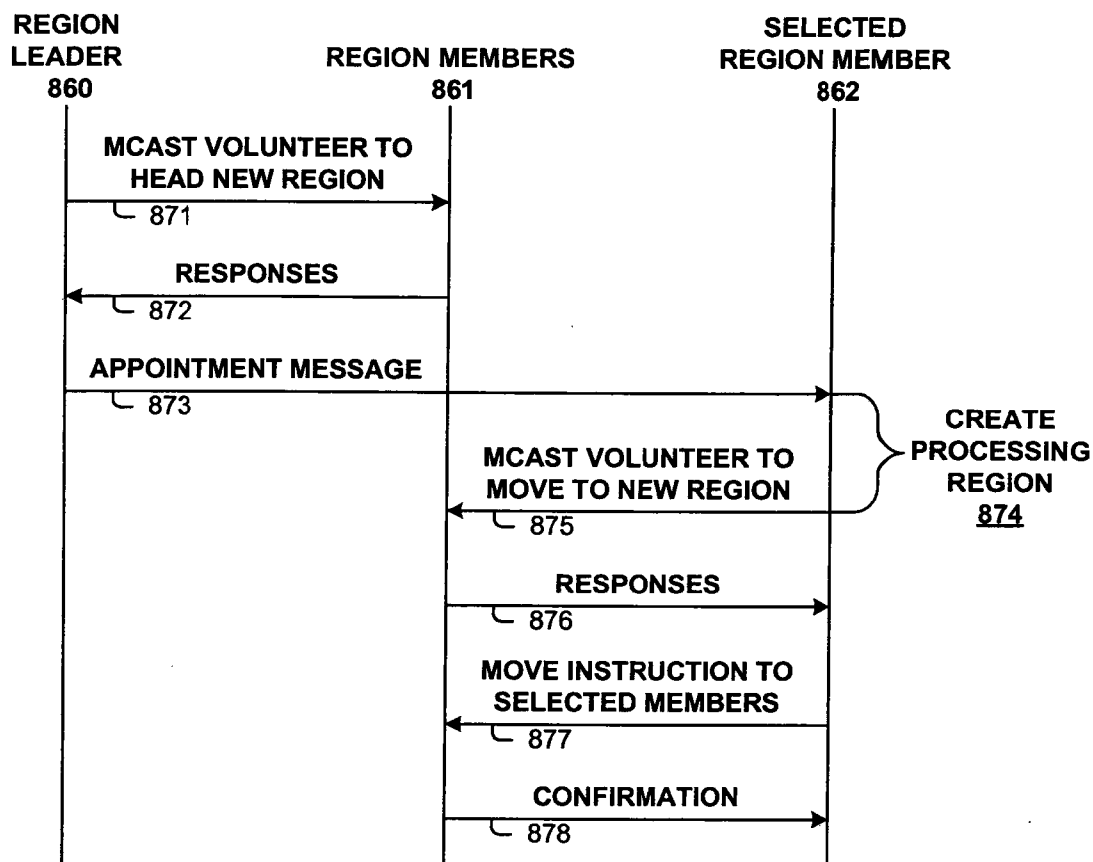 REGION
LEADER
860
REGION MEMBERS
861
SELECTED
REGION MEMBER
862
MCAST VOLUNTEER TO
HEAD NEW REGION
871
RESPONSES
872
APPOINTMENT MESSAGE
873
CREATE
PROCESSING
REGION
874
MCAST VOLUNTEER TO
MOVE TO NEW REGION
875
RESPONSES
876
MOVE INSTRUCTION TO
SELECTED MEMBERS
877
CONFIRMATION
878